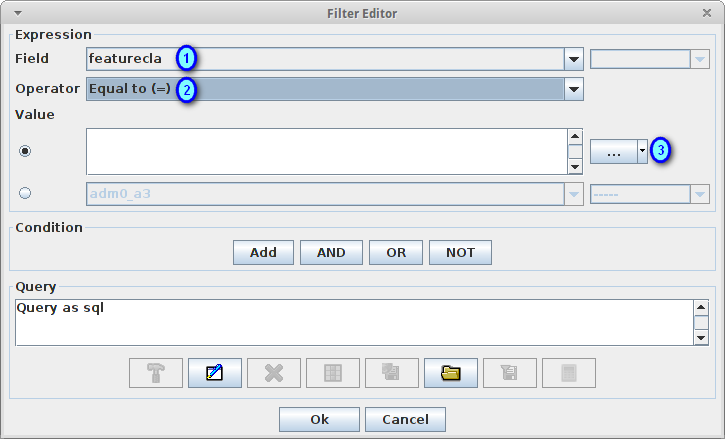 Filter Editor
Expression
Field featurecla 1
Operator Equal to (=) 2
Value
... 3
adm0_a3 -----
Condition
Add AND OR NOT
Query
Query as sql
Ok Cancel